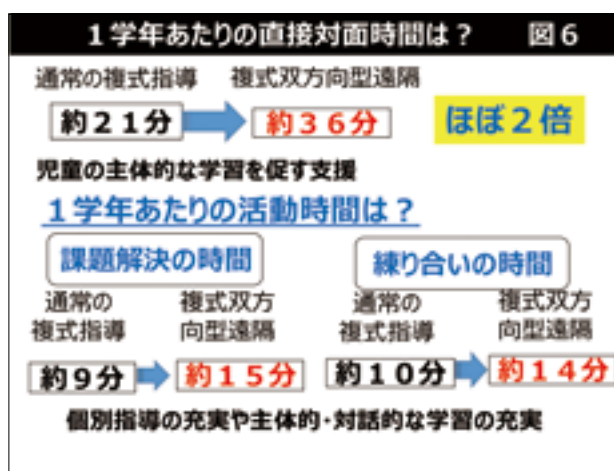 1学年あたりの直接対面時間は？　図6
通常の複式指導　複式双方向型遠隔
約21分　約36分　ほぼ2倍
児童の主体的な学習を促す支援
1学年あたりの活動時間は？
課題解決の時間　練り合いの時間
通常の　複式双方　通常の　複式双方
複式指導　向型遠隔　複式指導　向型遠隔
約9分　約15分　約10分　約14分
個別指導の充実や主体的・対話的な学習の充実